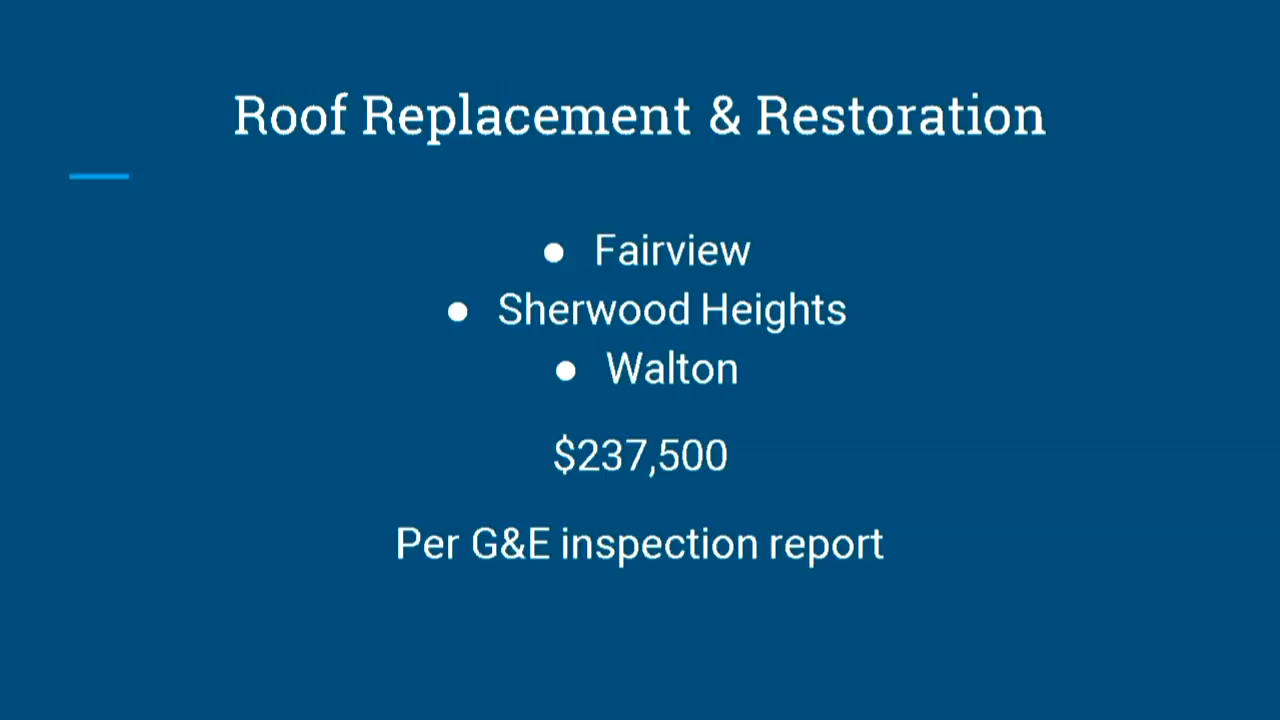 Roof Replacement & Restoration
● Fairview
● Sherwood Heights
● Walton
$237,500
Per G&E inspection report